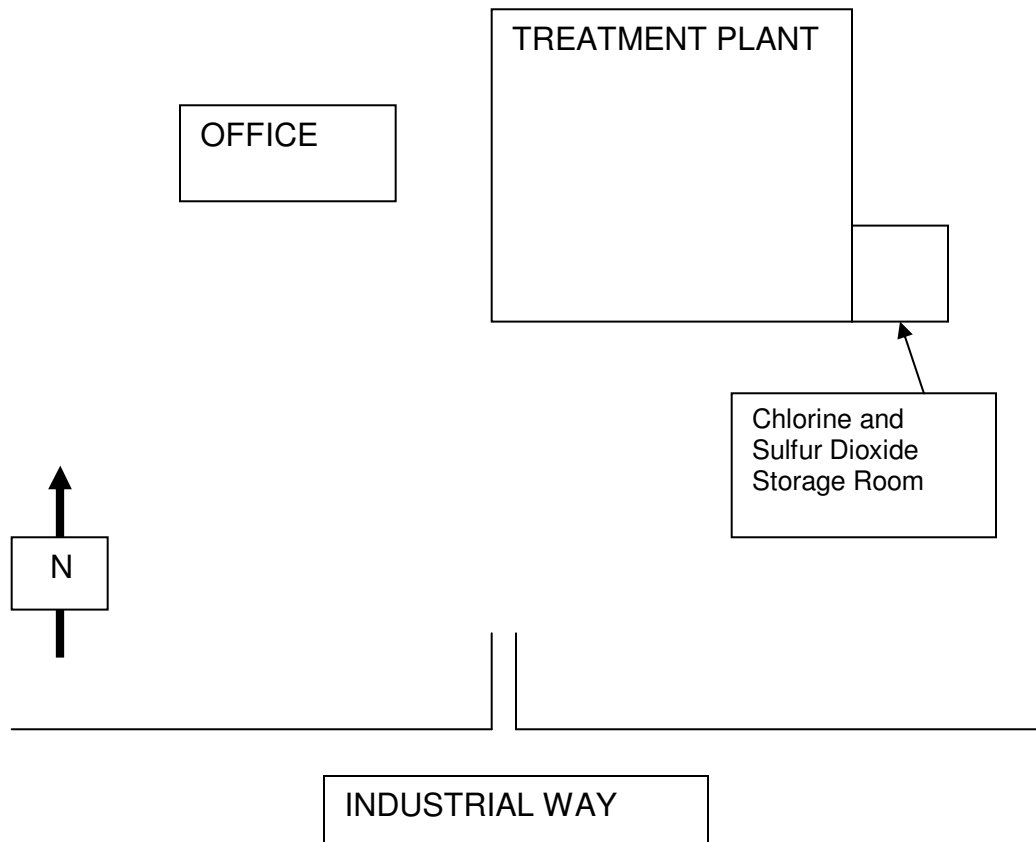 TREATMENT PLANT
OFFICE
Chlorine and
Sulfur Dioxide
Storage Room
N
INDUSTRIAL WAY